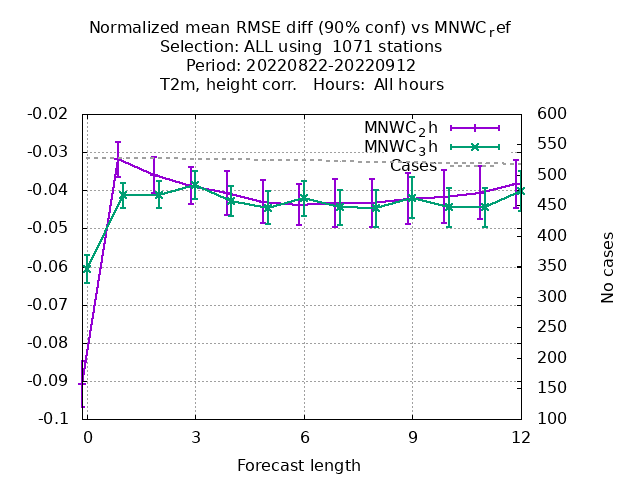 Normalized mean RMSE diff (90% conf) vs MNWCref
Selection: ALL using  1071 stations
Period: 20220822-20220912
T2m, height corr.   Hours:  All hours
MNWC2h
MNWC3h
Cases
-0.02
-0.03
-0.04
-0.05
-0.06
-0.07
-0.08
-0.09
-0.1
600
550
500
450
400
350
300
250
200
150
100
No cases
0 3 6 9 12
Forecast length